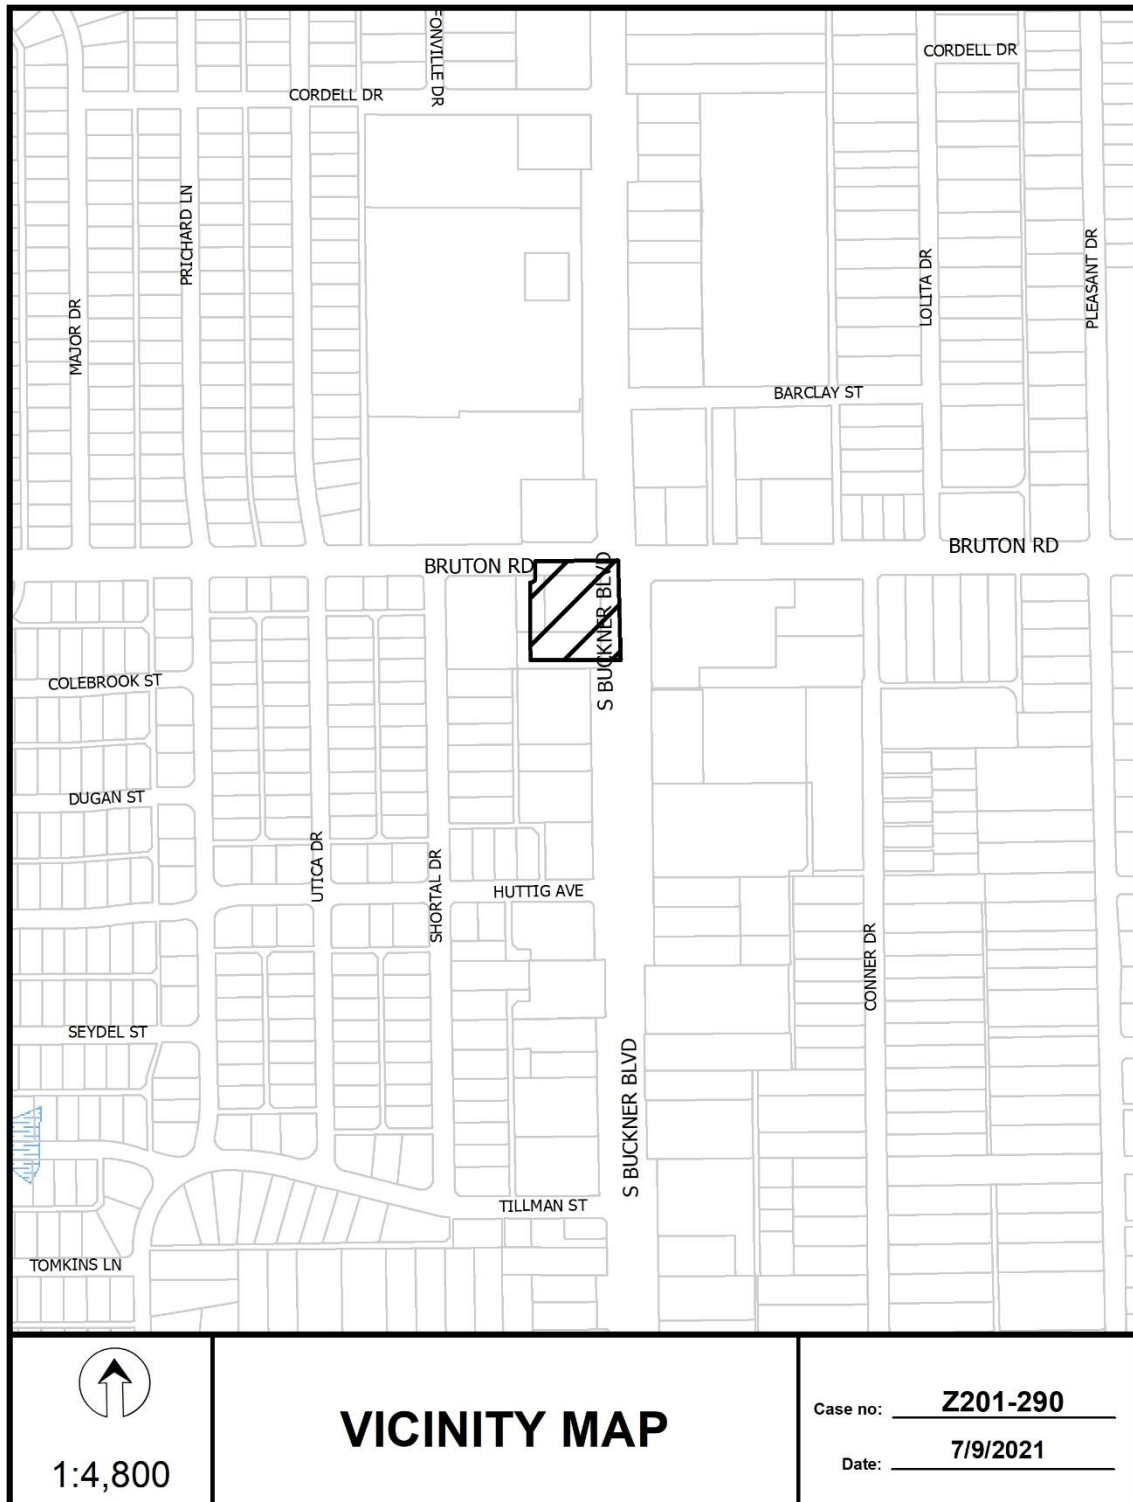 FONVILLE DR
CORDELL DR
CORDELL DR
PRICHARD LN
MAJOR DR
LOLITA DR
PLEASANT DR
BARCLAY ST
BRUTON RD
BRUTON RD
S BUCKNER BLVD
COLEBROOK ST
DUGAN ST
UTICA DR
SHORTAL DR
HUTTIG AVE
CONNER DR
SEYDEL ST
S BUCKNER BLVD
TILLMAN ST
TOMKINS LN
1:4,800
VICINITY MAP
Case no: Z201-290
Date: 7/9/2021